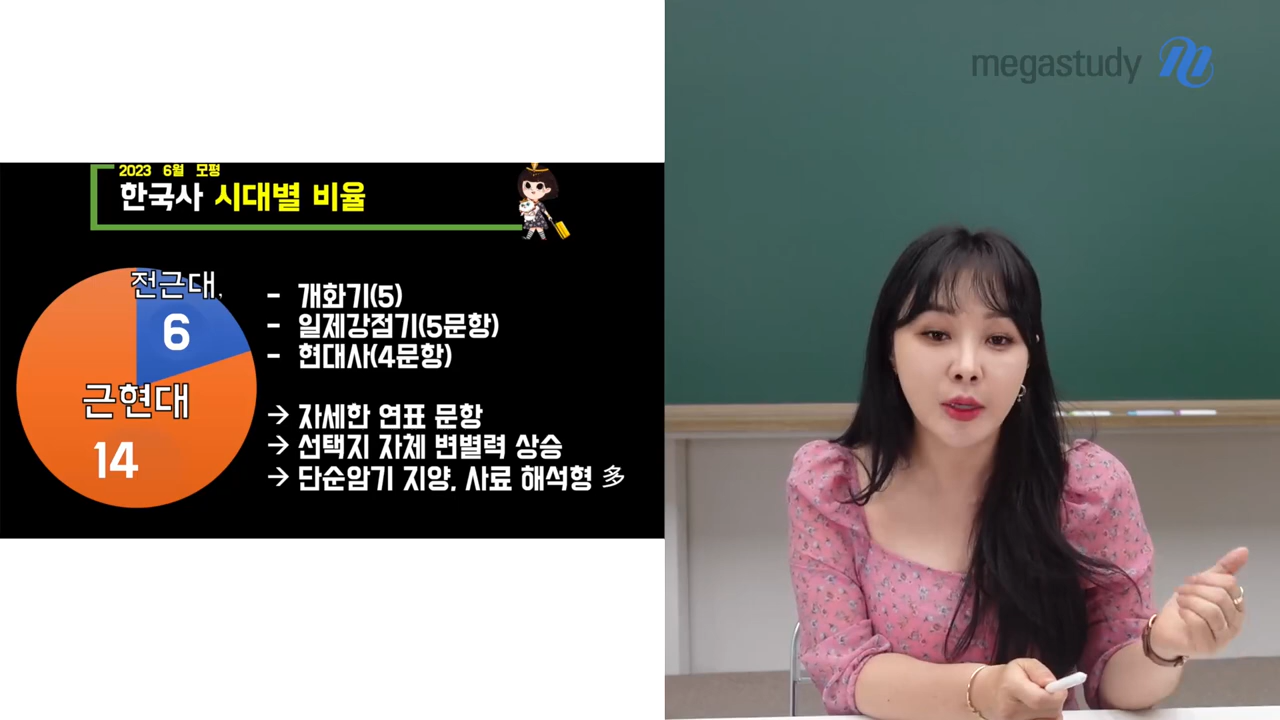 2023 6월 모평
한국사 시대별 비율
전근대,
6
근현대
14
- 개화기(5)
- 일제강점기(5문항)
- 현대사(4문항)
→ 자세한 연표 문항
→ 선택지 자체 변별력 상승
→ 단순암기 지양, 사료 해석형 多
megastudy